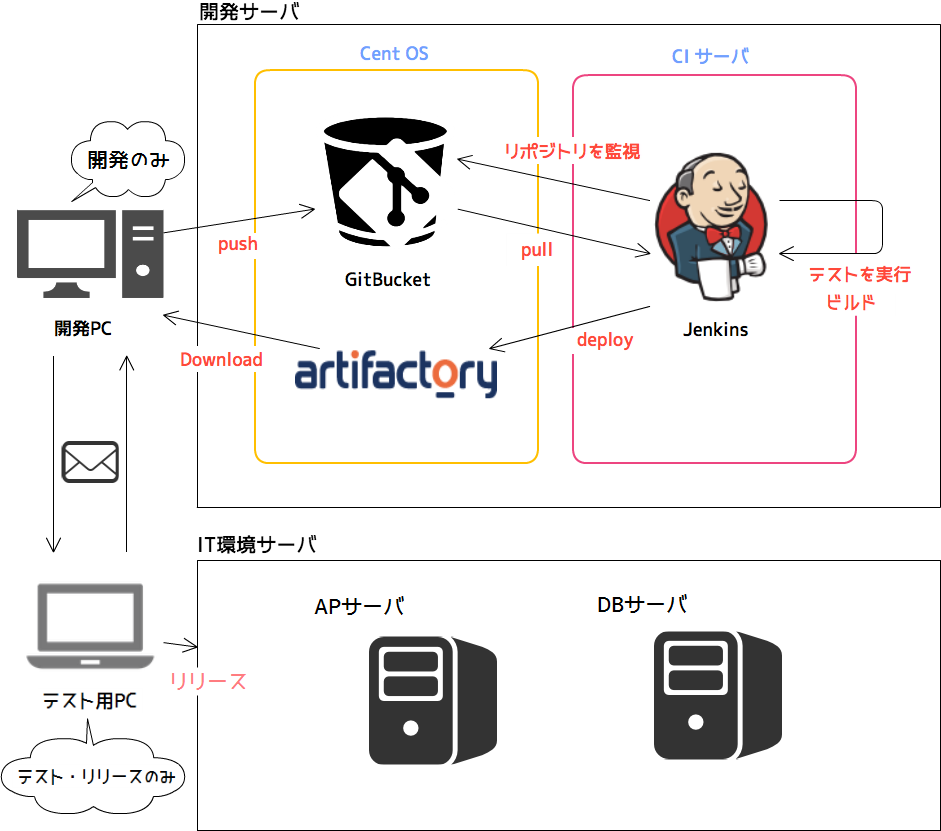 開発サーバ
Cent OS
CI サーバ
開発のみ
リポジトリを監視
push
pull
GitBucket
テストを実行
ビルド
開発PC
Jenkins
Download
artifactory
deploy
IT環境サーバ
APサーバ
DBサーバ
リリース
テスト用PC
テスト・リリースのみ